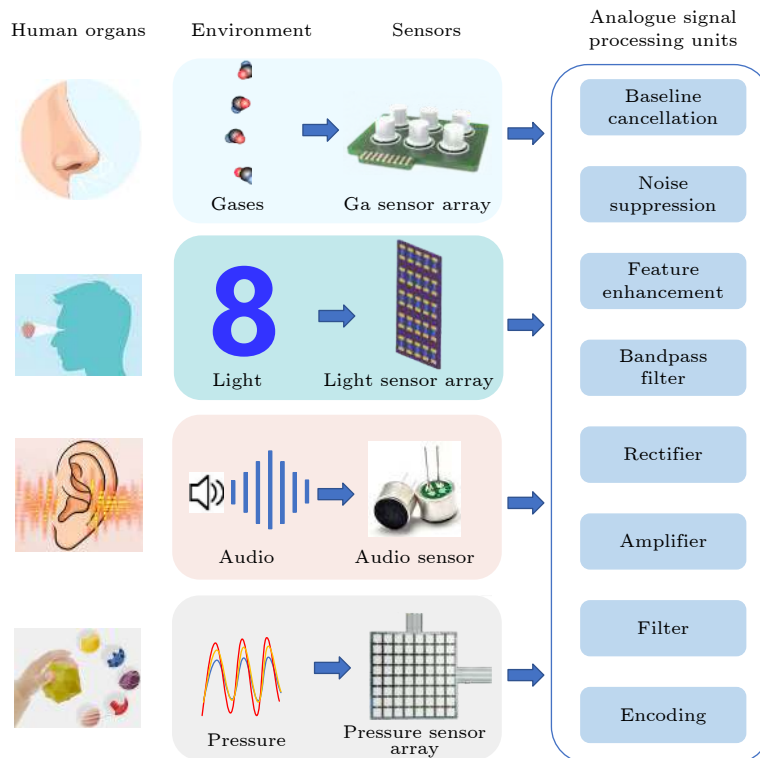 Human organs
Environment
Sensors
Analogue signal
processing units
Gases
Ga sensor array
8
Light
Light sensor array
Audio
Audio sensor
Pressure
Pressure sensor
array
Baseline
cancellation
Noise
suppression
Feature
enhancement
Bandpass
filter
Rectifier
Amplifier
Filter
Encoding